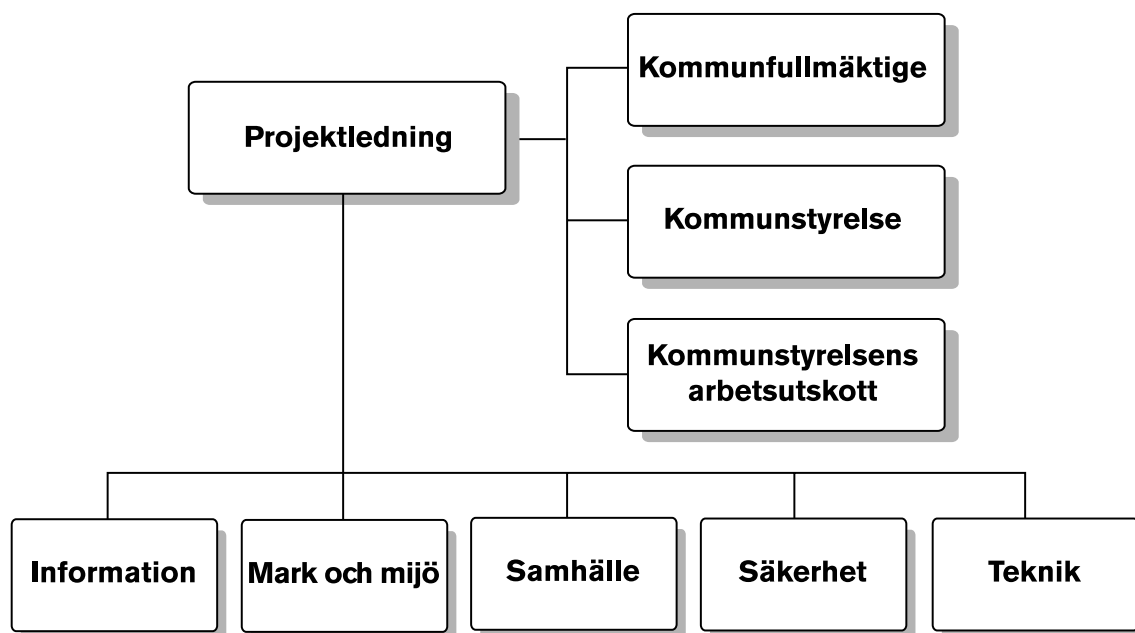 Kommunfullmäktige
Projektledning
Kommunstyrelse
Kommunstyrelsens
arbetsutskott
Information
Mark och mijö
Samhälle
Säkerhet
Teknik